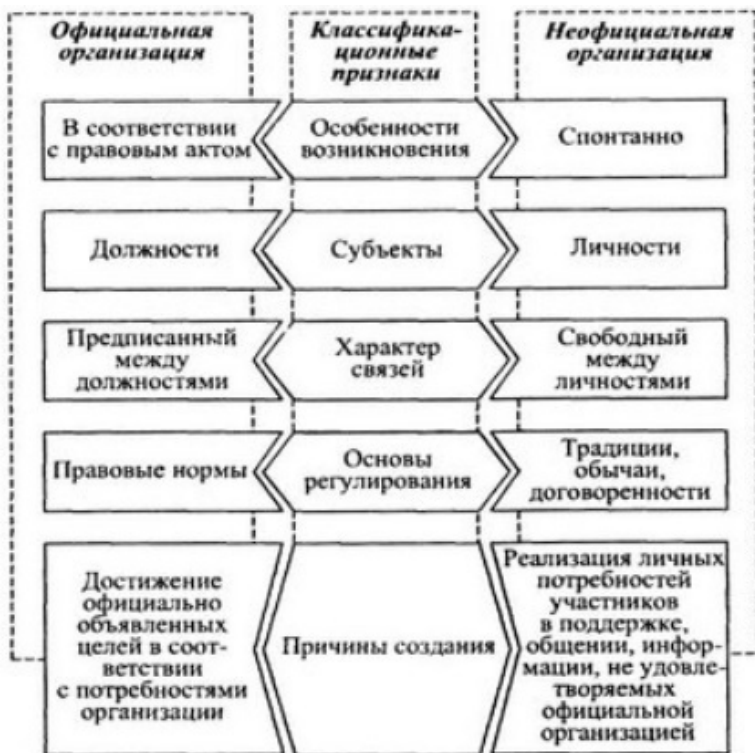 Официальная
организация
Классифика-
ционные
признаки
Неофициальная
организация
В соответствии
с правовым актом
Особенности
возникновения
Спонтанно
Должности
Субъекты
Личности
Предписанный
между
должностями
Характер
связей
Свободный
между
личностями
Правовые нормы
Основы
регулирования
Традиции,
обычаи,
договоренности
Достижение
официально
объявленных
целей в соот-
ветствии
с потребностями
организации
Причины создания
Реализация личных
потребностей
участников
в поддержке,
общении, инфор-
мации, не удовле-
творяемых
официальной
организацией